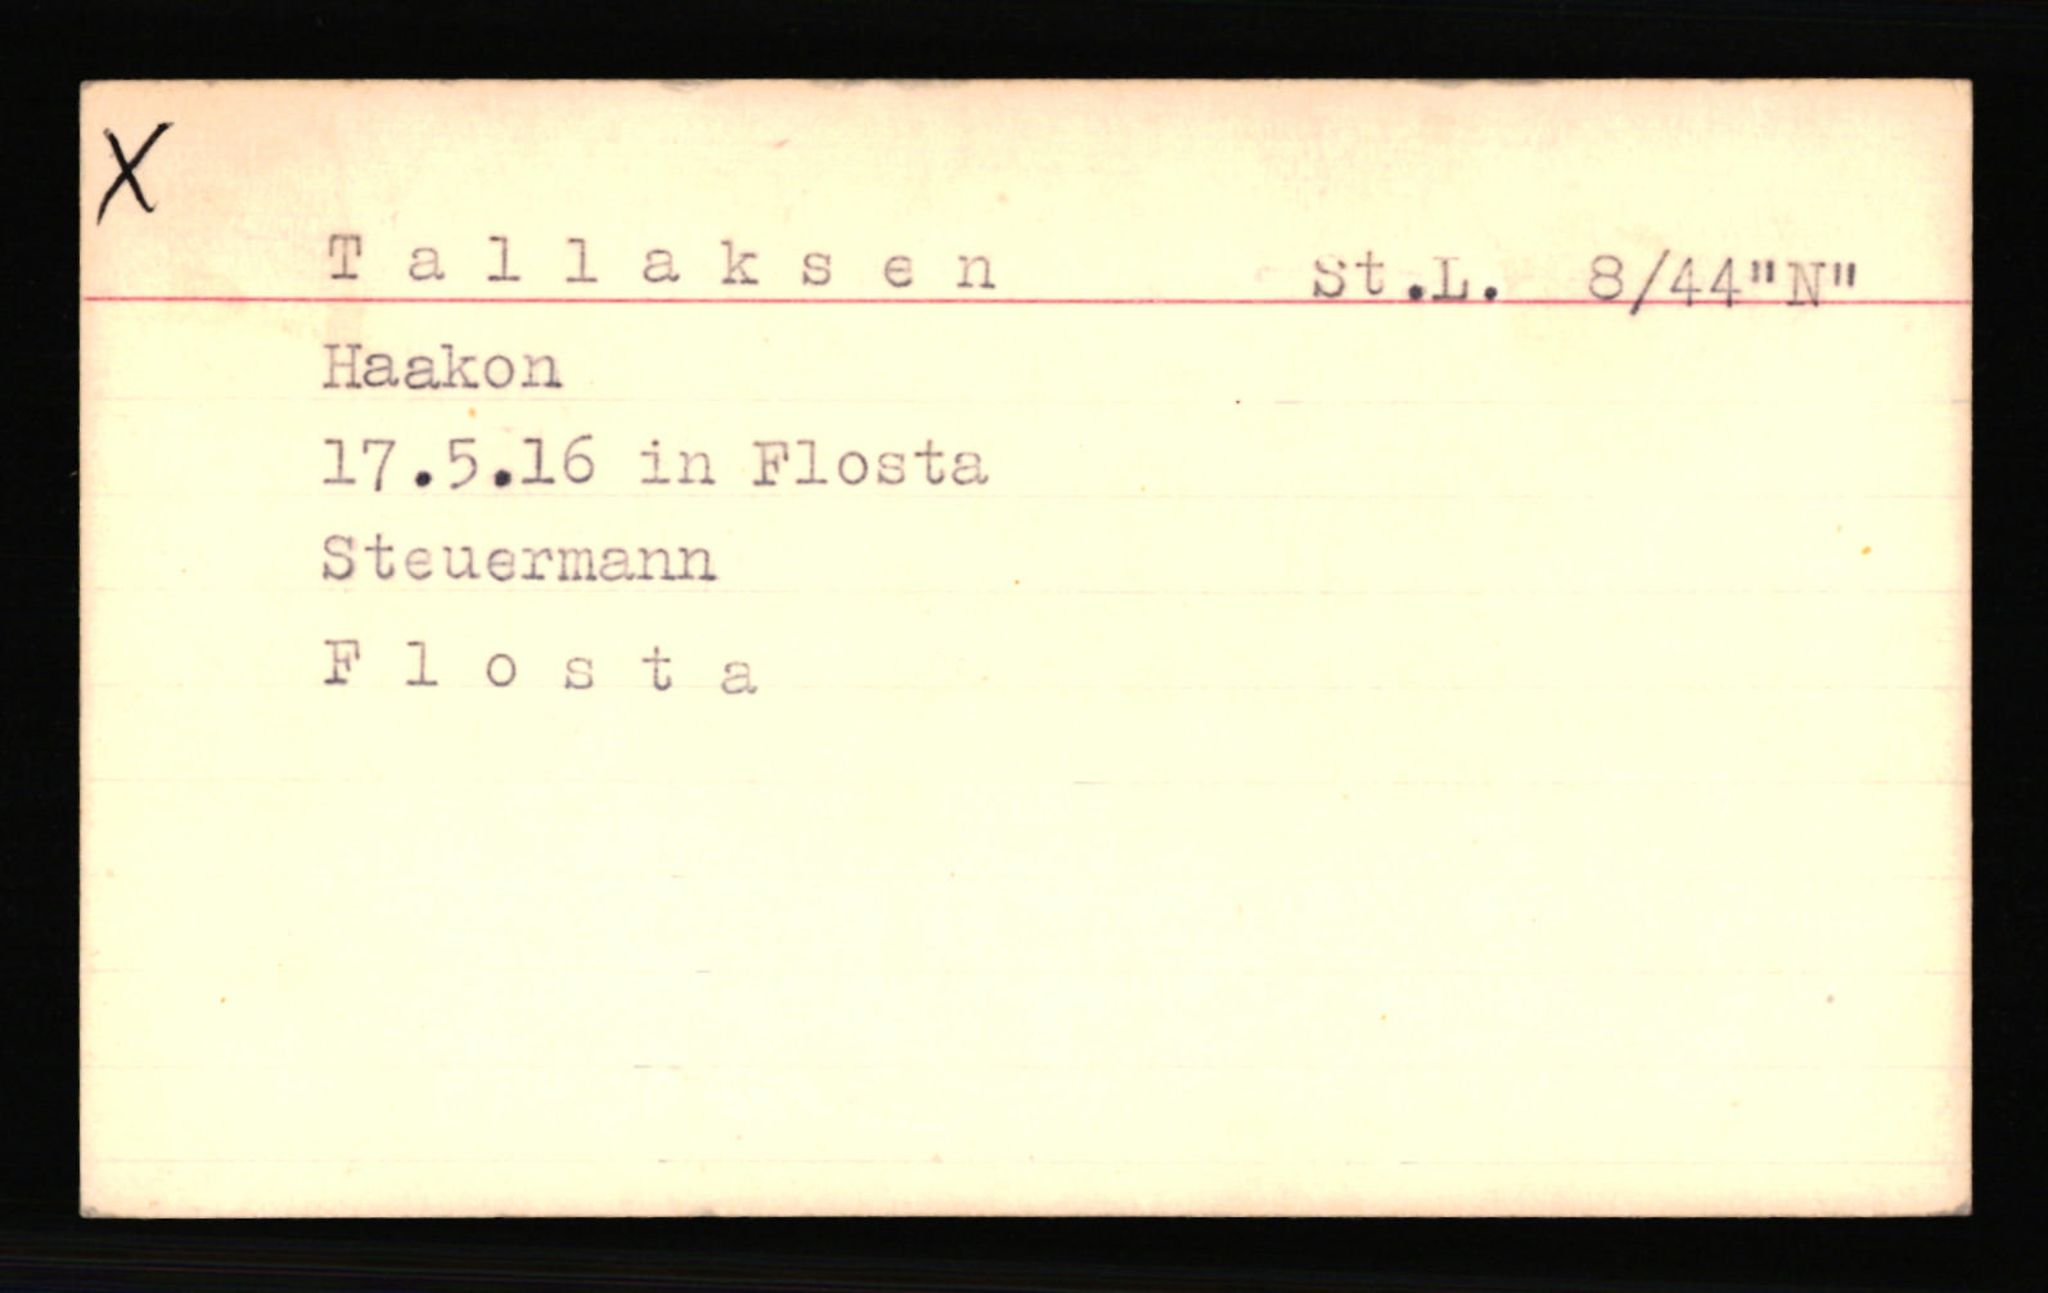 X
T a l l a k s e n St.L. 8/44"N"
Haakon
17.5.16 in Flosta
Steuermann
F l o s t a